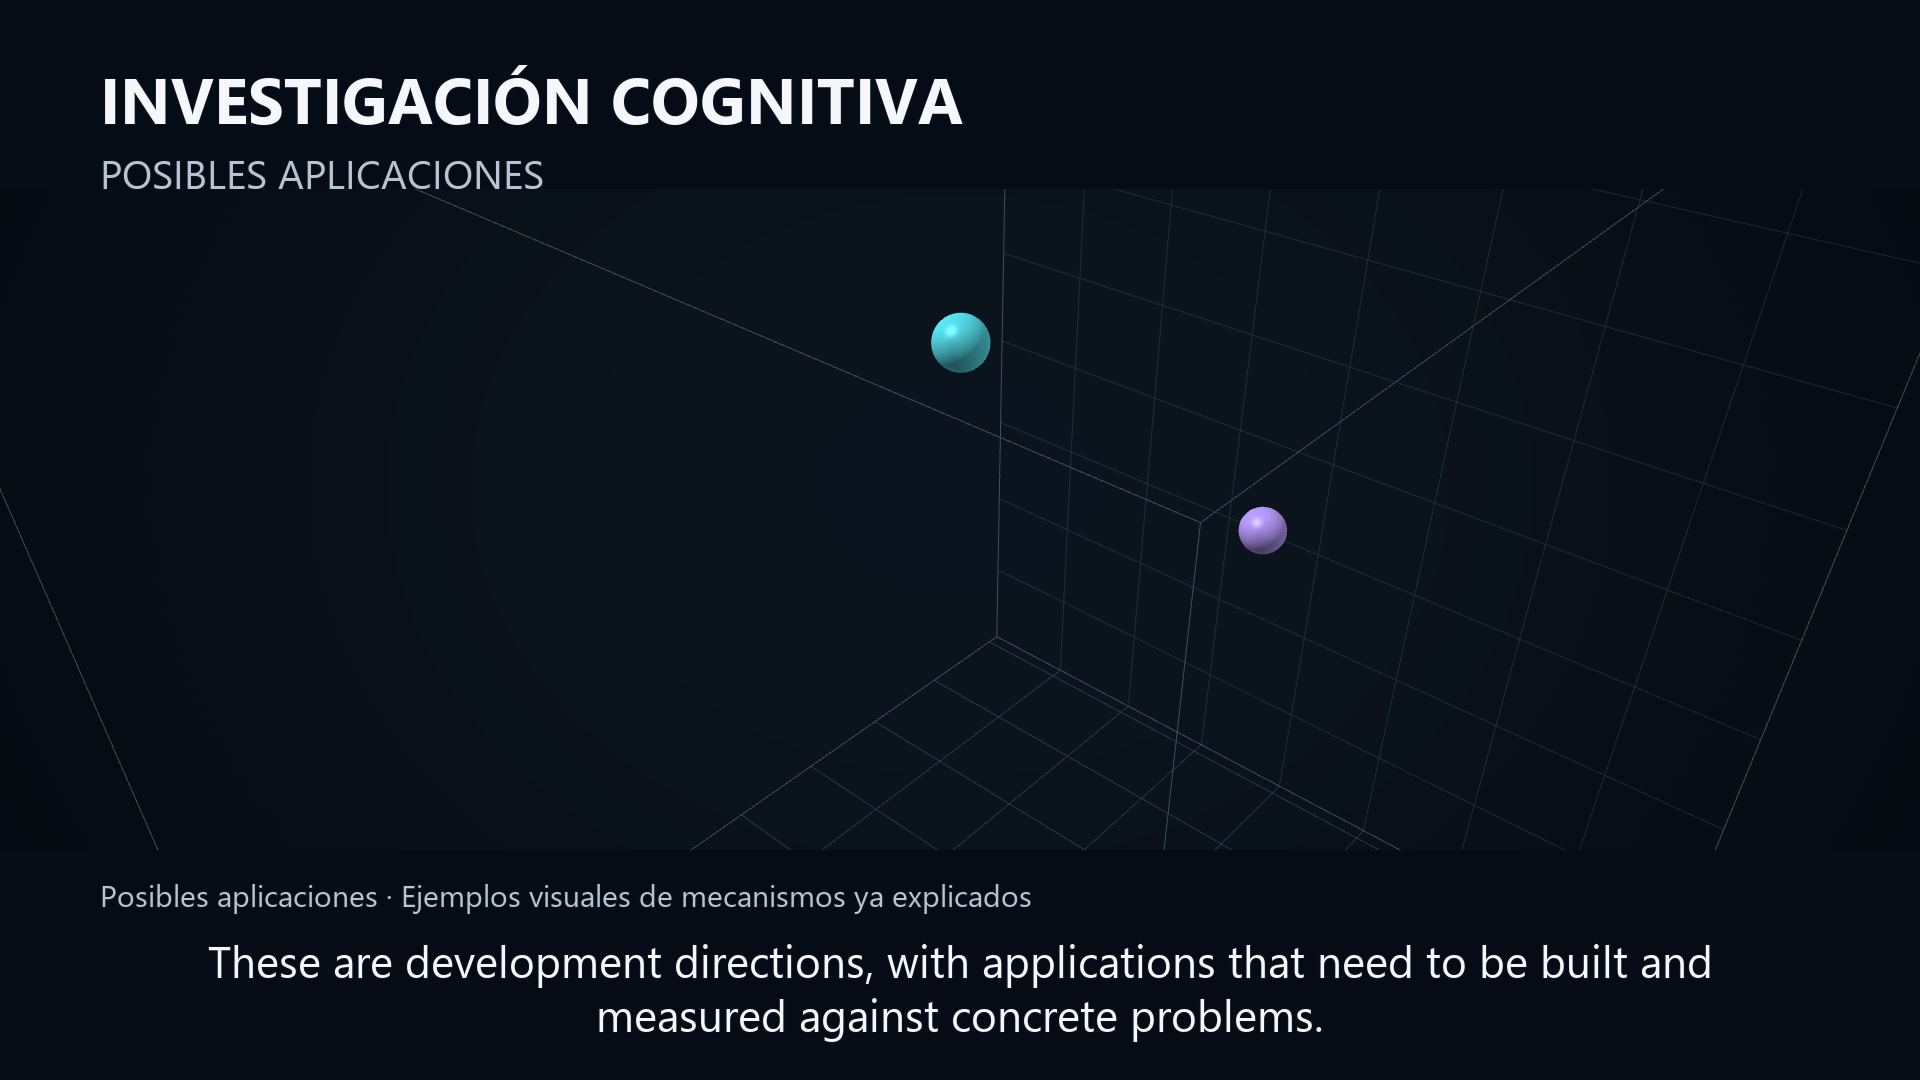 INVESTIGACIÓN COGNITIVA
POSIBLES APLICACIONES
Posibles aplicaciones · Ejemplos visuales de mecanismos ya explicados
These are development directions, with applications that need to be built and
measured against concrete problems.